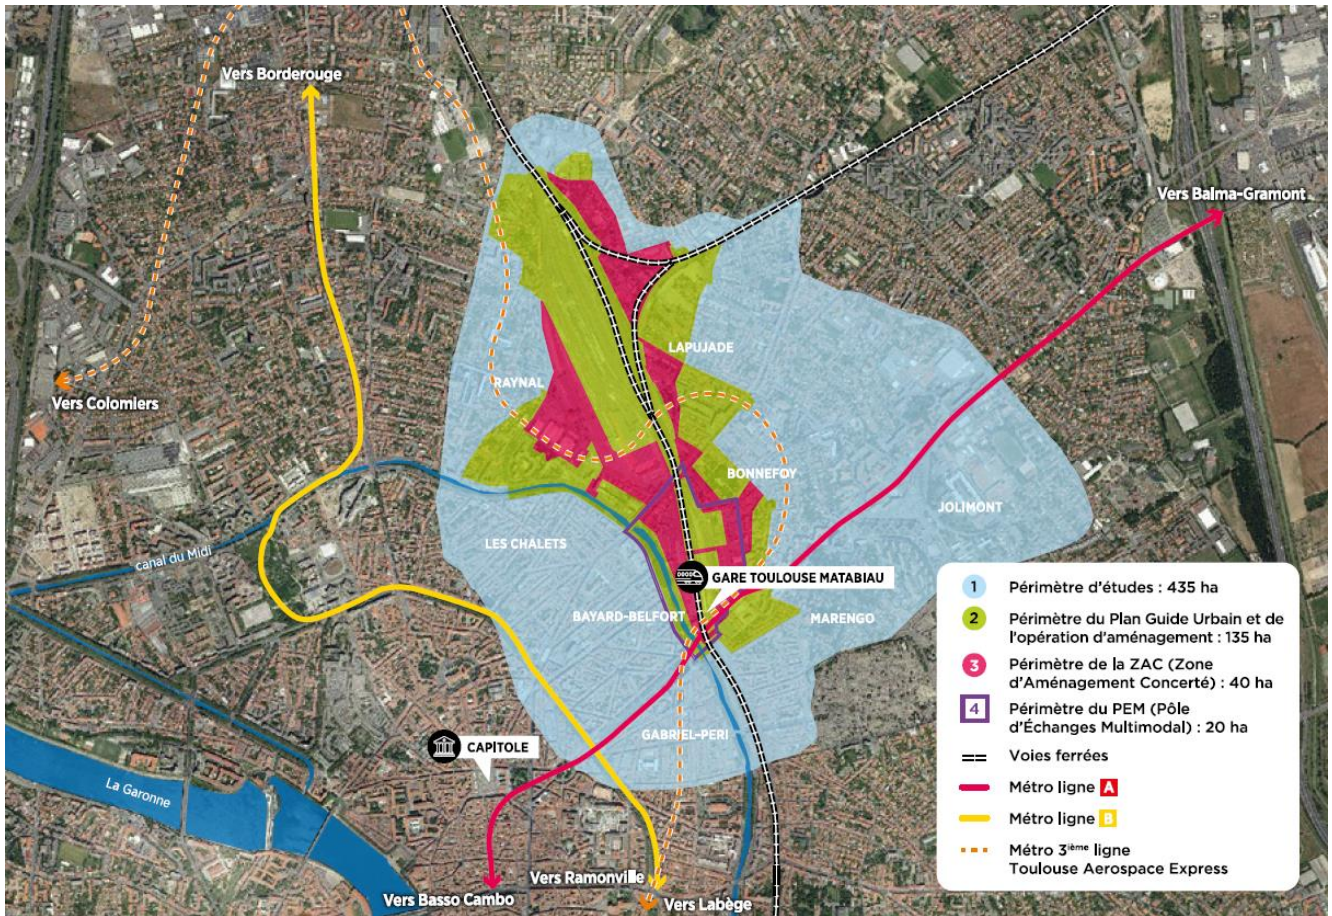 Vers Borderouge
Vers Balma-Gramont
Vers Colomiers
LAPUJADE
RAYNAL
BONNEFOY
JOLIMONT
LES CHALETS
canal du Midi
GARE TOULOUSE MATABIAU
BAYARD-BELFORT
MARENGO
GABRIEL-PERI
CAPITOLE
La Garonne
Vers Ramonville
Vers Basso Cambo
Vers Labège
1 Périmètre d'études : 435 ha
2 Périmètre du Plan Guide Urbain et de
l'opération d'aménagement : 135 ha
3 Périmètre de la ZAC (Zone
d'Aménagement Concerté) : 40 ha
4 Périmètre du PEM (Pôle
d'Échanges Multimodal) : 20 ha
Voies ferrées
Métro ligne A
Métro ligne B
Métro 3ième ligne
Toulouse Aerospace Express